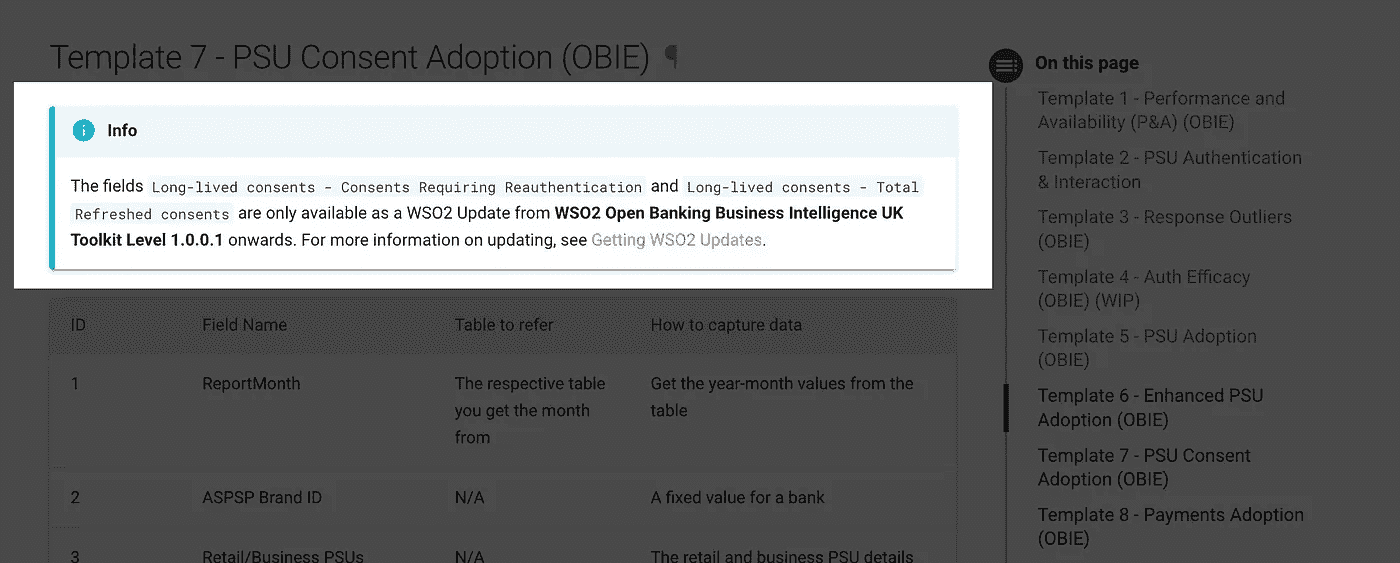 Template 7 - PSU Consent Adoption (OBIE) ¶
Info
The fields Long-lived consents - Consents Requiring Reauthentication and Long-lived consents - Total
Refreshed consents are only available as a WSO2 Update from WSO2 Open Banking Business Intelligence UK
Toolkit Level 1.0.0.1 onwards. For more information on updating, see Getting WSO2 Updates.
ID Field Name Table to refer How to capture data
1 ReportMonth The respective table Get the year-month values from the
you get the month table
from
2 ASPSP Brand ID N/A A fixed value for a bank
3 Retail/Business PSUs N/A The retail and business PSU details
On this page
Template 1 - Performance and
Availability (P&A) (OBIE)
Template 2 - PSU Authentication
& Interaction
Template 3 - Response Outliers
(OBIE)
Template 4 - Auth Efficacy
(OBIE) (WIP)
Template 5 - PSU Adoption
(OBIE)
Template 6 - Enhanced PSU
Adoption (OBIE)
Template 7 - PSU Consent
Adoption (OBIE)
Template 8 - Payments Adoption
(OBIE)